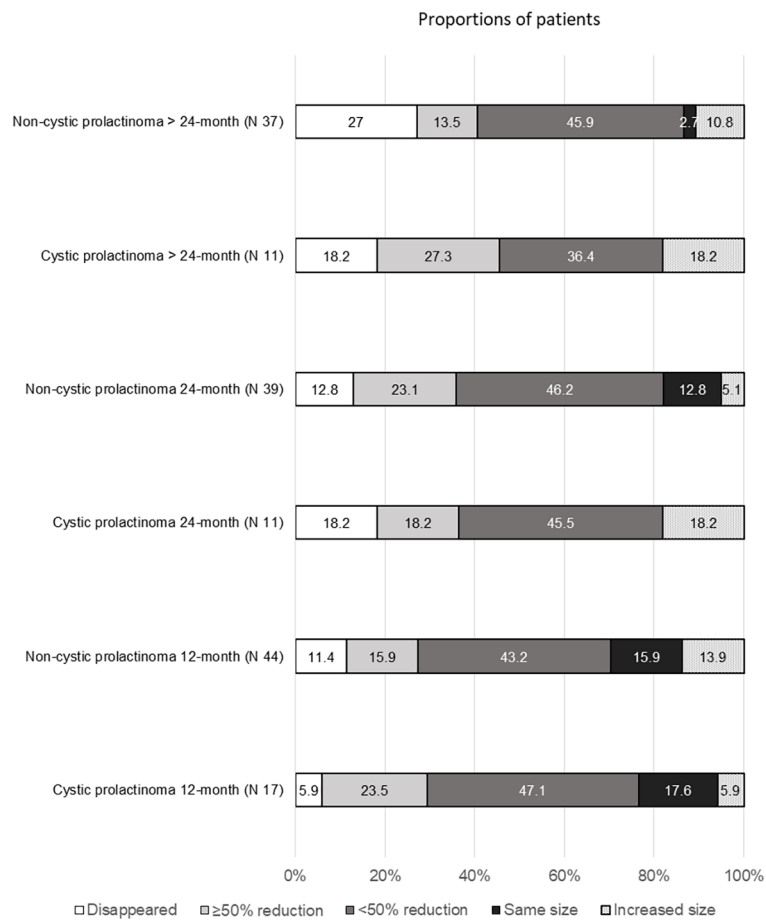 Proportions of patients
Non-cystic prolactinoma > 24-month (N 37)
27 13.5 45.9 2.7 10.8
Cystic prolactinoma > 24-month (N 11)
18.2 27.3 36.4 18.2
Non-cystic prolactinoma 24-month (N 39)
12.8 23.1 46.2 12.8 5.1
Cystic prolactinoma 24-month (N 11)
18.2 18.2 45.5 18.2
Non-cystic prolactinoma 12-month (N 44)
11.4 15.9 43.2 15.9 13.9
Cystic prolactinoma 12-month (N 17)
5.9 23.5 47.1 17.6 5.9
0% 20% 40% 60% 80% 100%
Disappeared ≥50% reduction <50% reduction Same size Increased size